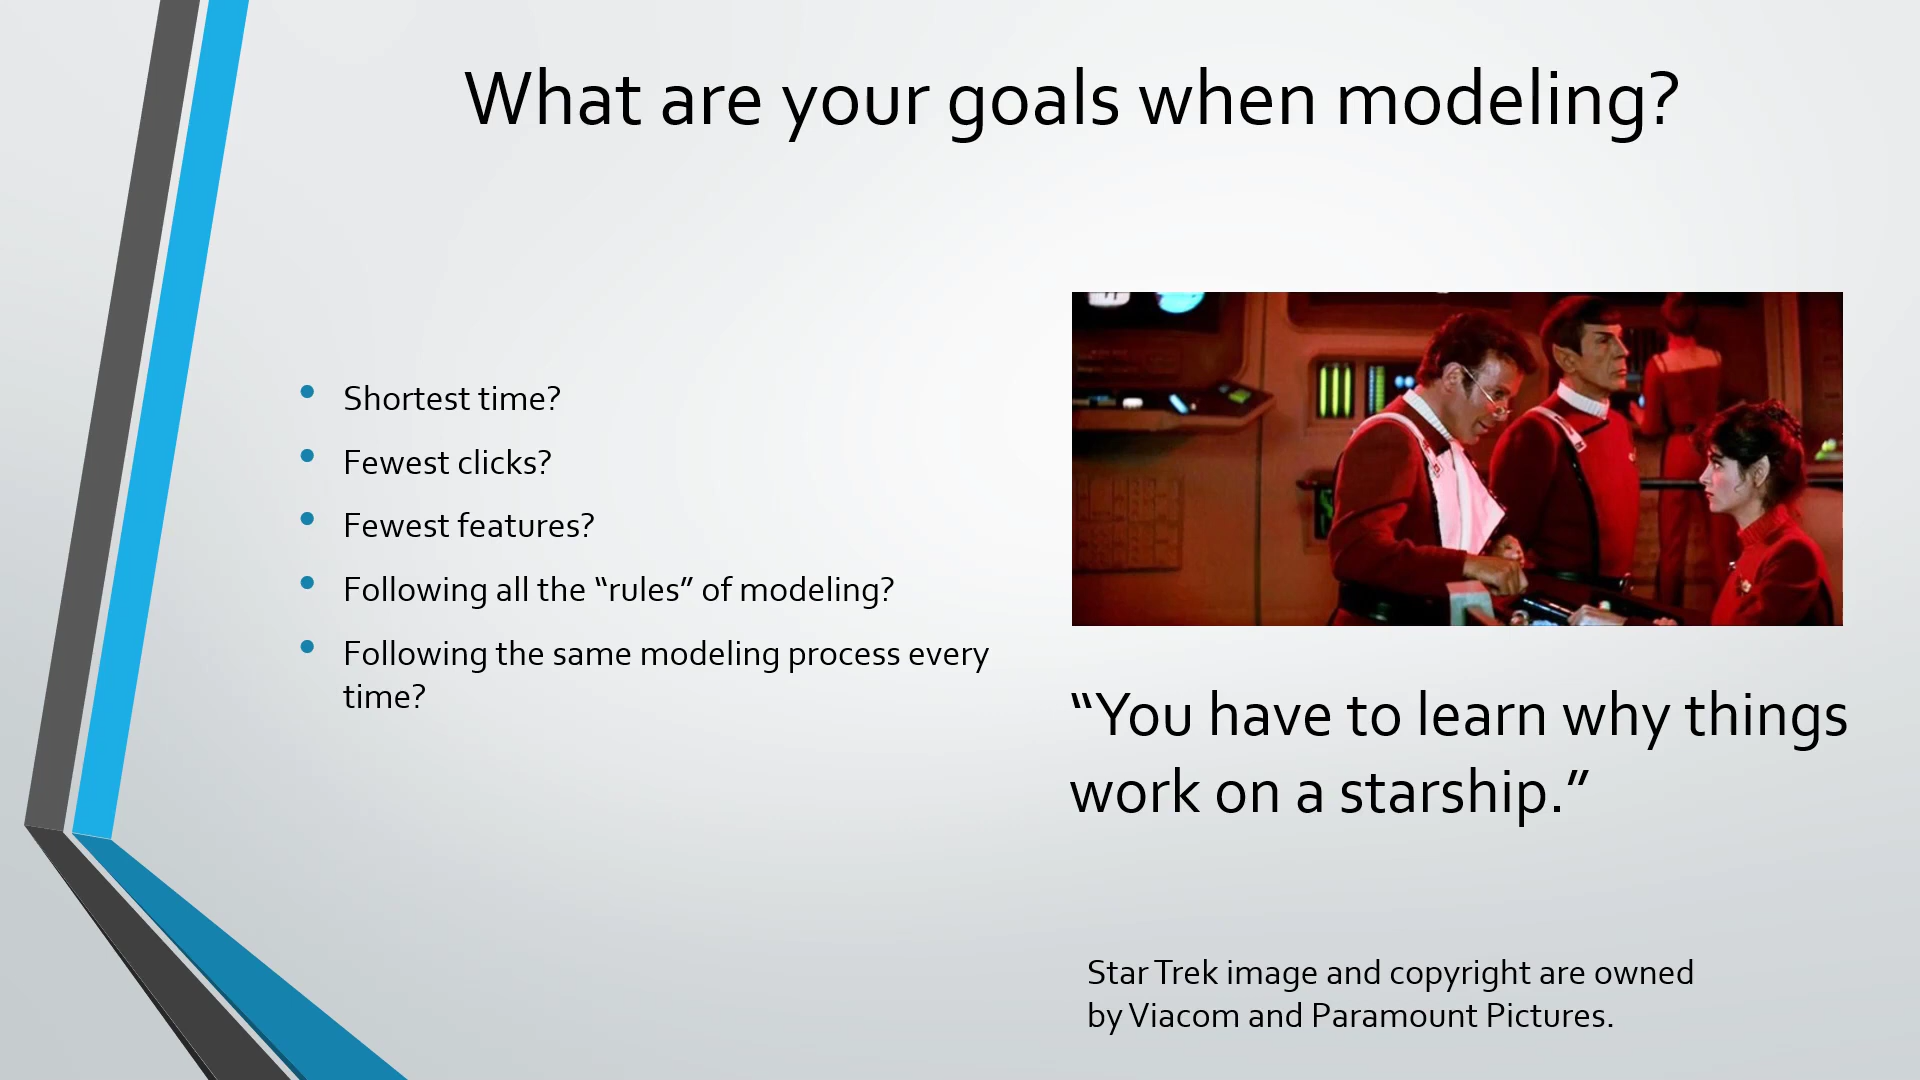 What are your goals when modeling?
Shortest time?
Fewest clicks?
Fewest features?
Following all the “rules” of modeling?
Following the same modeling process every
time?
“You have to learn why things
work on a starship.”
Star Trek image and copyright are owned
by Viacom and Paramount Pictures.